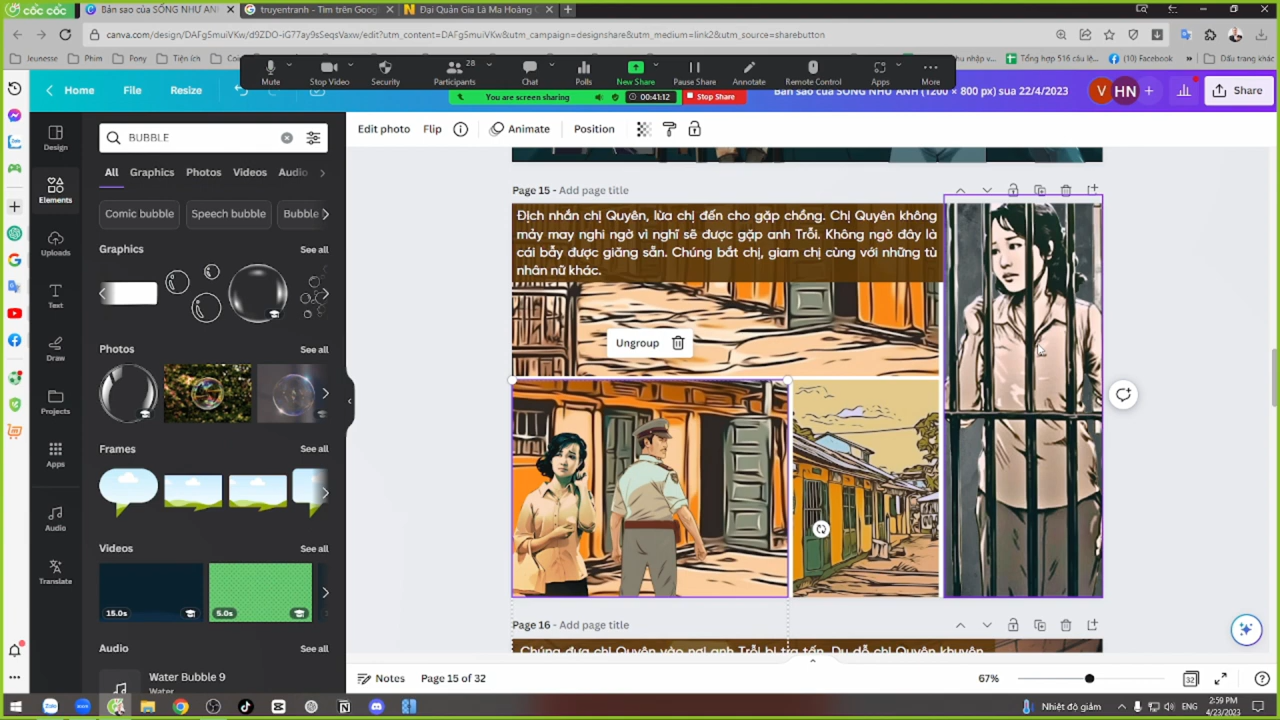 CỐC CỐC
Bản sao của SỐNG NHƯ ANH
truyentranh - Tìm trên Goog
Đại Quản Gia Là Ma Hoàng C
canva.com/design/DAFg5muiVKw/d9ZDO-iG77ay9sSeqsVaxw/edit?utm_content=DAFg5muiVKw&utm_campaign=designshare&utm_medium=link2&utm_source=sharebutton
Jeunesse
Phim
Pony
Tiện ích
Tổng hợp 515 câu lệ...
(10) Facebook
Dấu trang khác
Mute
Stop Video
Security
Participants
28
Chat
Polls
New Share
Pause Share
Annotate
Remote Control
Apps
More
You are screen sharing
00:41:12
Stop Share
Home
File
Resize
Bản sao của SỐNG NHƯ ANH (1200 × 800 px) sua 22/4/2023
V
HN
Share
Design
Elements
Uploads
Text
Draw
Projects
Apps
Audio
Translate
BUBBLE
All
Graphics
Photos
Videos
Audio
Comic bubble
Speech bubble
Bubble
Graphics
See all
Photos
See all
Frames
See all
Videos
See all
15.0s
5.0s
Audio
See all
Water Bubble 9
Water
Edit photo
Flip
Animate
Position
Page 15 - Add page title
Địch nhắn chị Quyên, lừa chị đến cho gặp chồng. Chị Quyên không
mảy may nghi ngờ vì nghĩ sẽ được gặp anh Trỗi. Không ngờ đây là
cái bẫy được giăng sẵn. Chúng bắt chị, giam chị cùng với những tù
nhân nữ khác.
Ungroup
Page 16 - Add page title
Chúng đưa chị Quyên vào nơi anh Trỗi bị tra tấn. Dụ dỗ chị Quyên khuyên
Notes
Page 15 of 32
67%
32
Nhiệt độ giảm
ENG
2:59 PM
4/23/2023